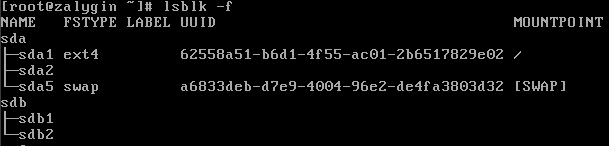 [root@zalygin ~]# lsblk -f
NAME   FSTYPE LABEL UUID                                 MOUNTPOINT
sda
├─sda1 ext4         62558a51-b6d1-4f55-ac01-2b6517829e02 /
├─sda2
└─sda5 swap         a6833deb-d7e9-4004-96e2-de4fa3803d32 [SWAP]
sdb
├─sdb1
└─sdb2